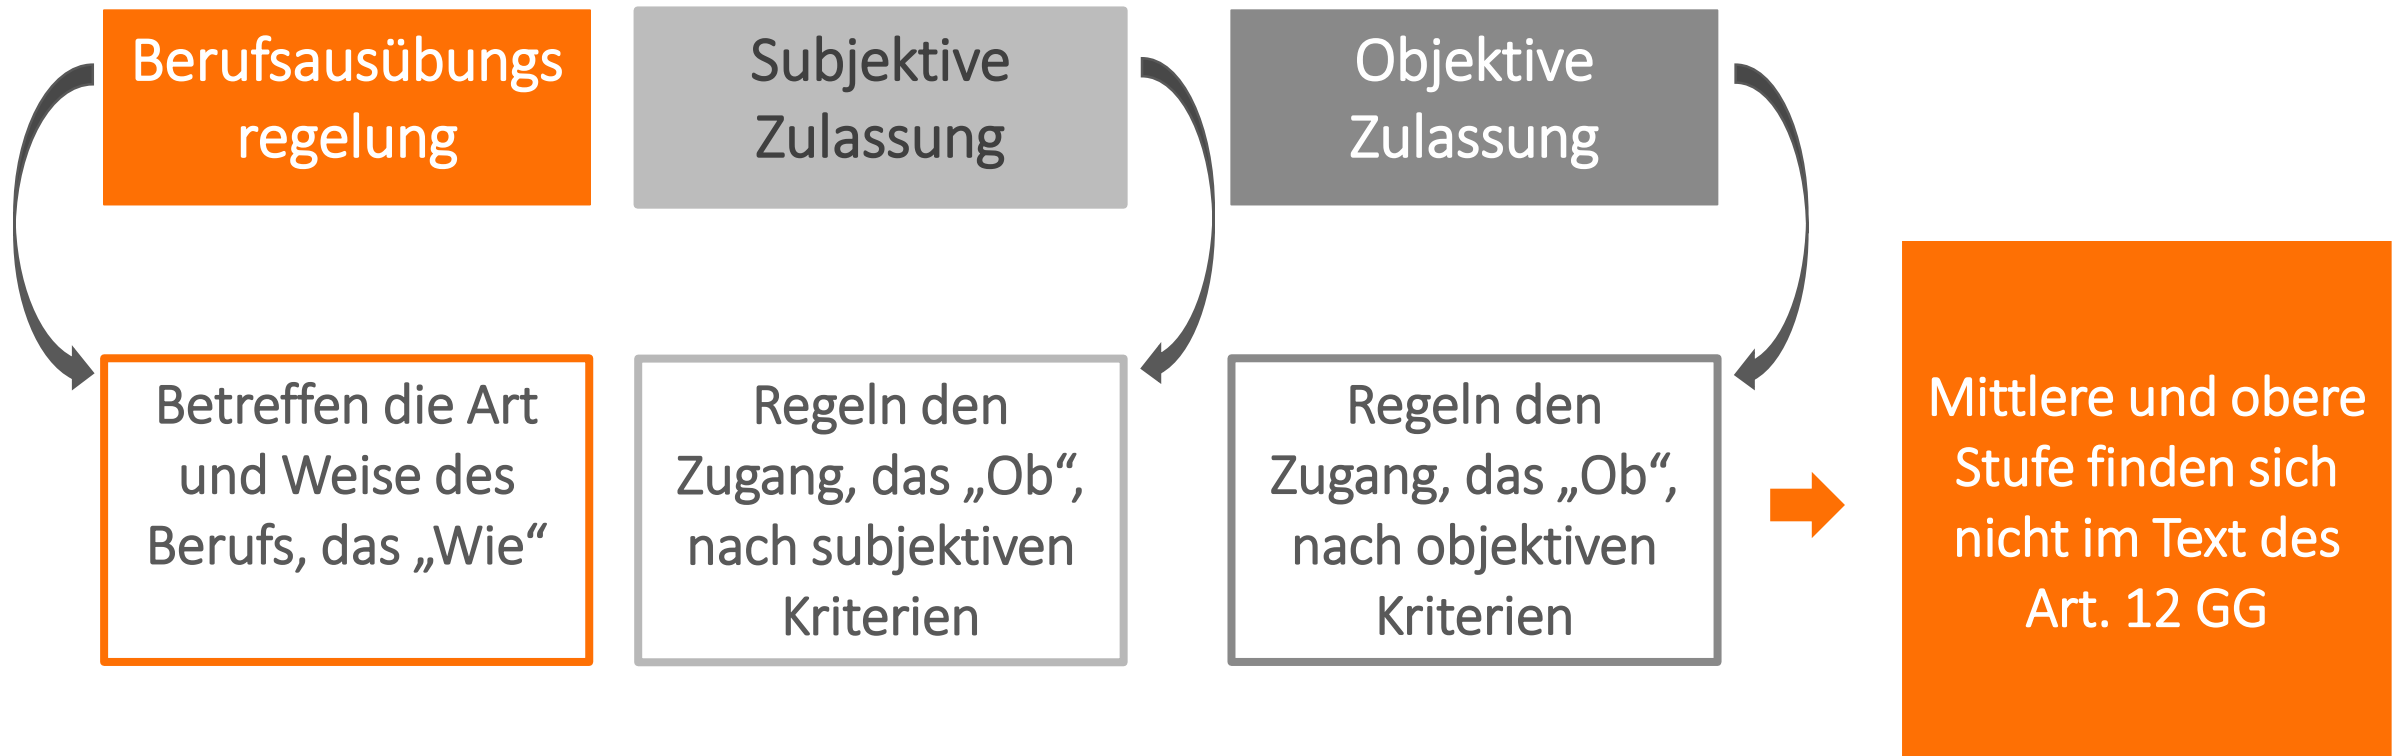 Berufsausübungs
regelung
Subjektive
Zulassung
Objektive
Zulassung
Betreffen die Art
und Weise des
Berufs, das „Wie“
Regeln den
Zugang, das „Ob“,
nach subjektiven
Kriterien
Regeln den
Zugang, das „Ob“,
nach objektiven
Kriterien
Mittlere und obere
Stufe finden sich
nicht im Text des
Art. 12 GG